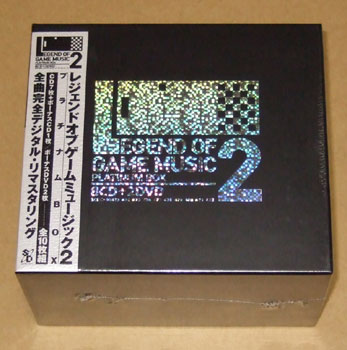 LEGEND OF
GAME MUSIC
2
レジェンドオブゲームミュージック2
プラチナムBOX
CD7枚+ボーナスCD1枚 ボーナスDVD2枚 全10枚組
全曲完全デジタル・リマスタリング
LEGEND OF
GAME MUSIC 2
PLATINUM BOX
8CD+2DVD